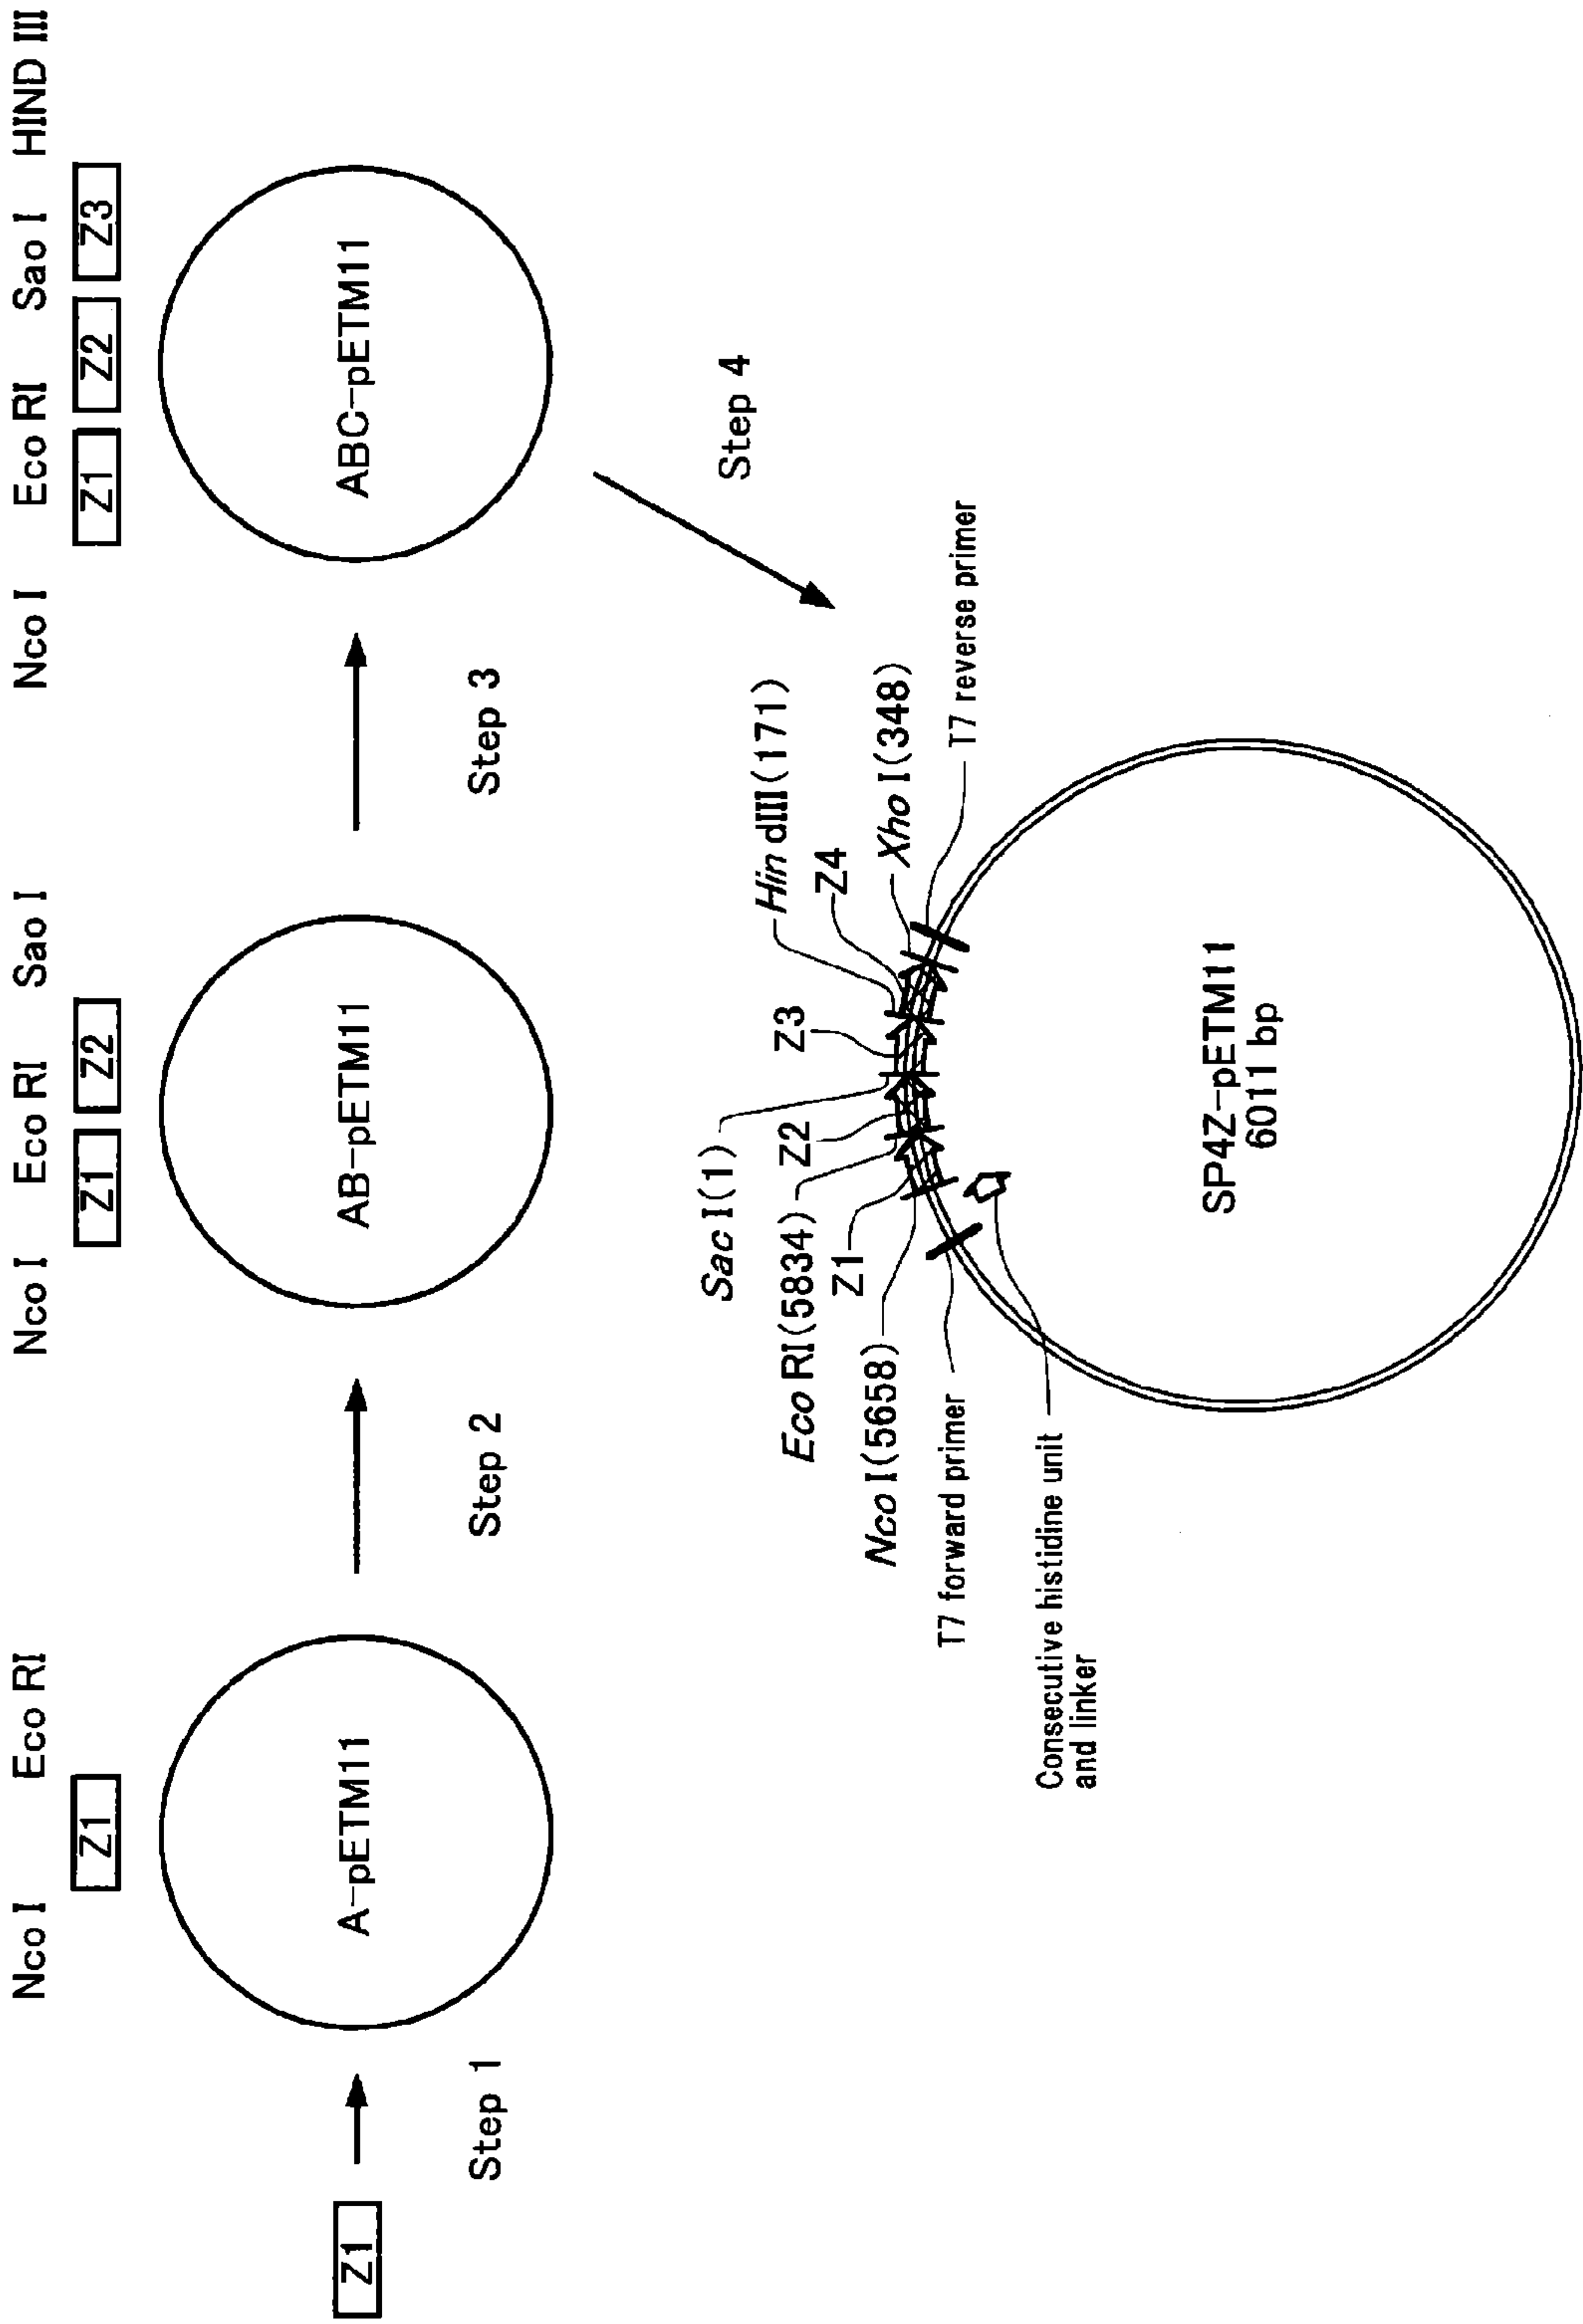 Z1
Step 1
Nco I Eco RI
Z1
A-pETM11
Step 2
Nco I Eco RI Sao I
Z1 Z2
AB-pETM11
Step 3
Nco I Eco RI Sao I HIND III
Z1 Z2 Z3
ABC-pETM11
Step 4
Sac I(1)
Eco RI(5834)
Z2
Z1
Nco I(5658)
T7 forward primer
Consecutive histidine unit
and linker
Z3
Hin dIII(171)
Z4
Xho I(348)
T7 reverse primer
SP4Z-pETM11
6011 bp